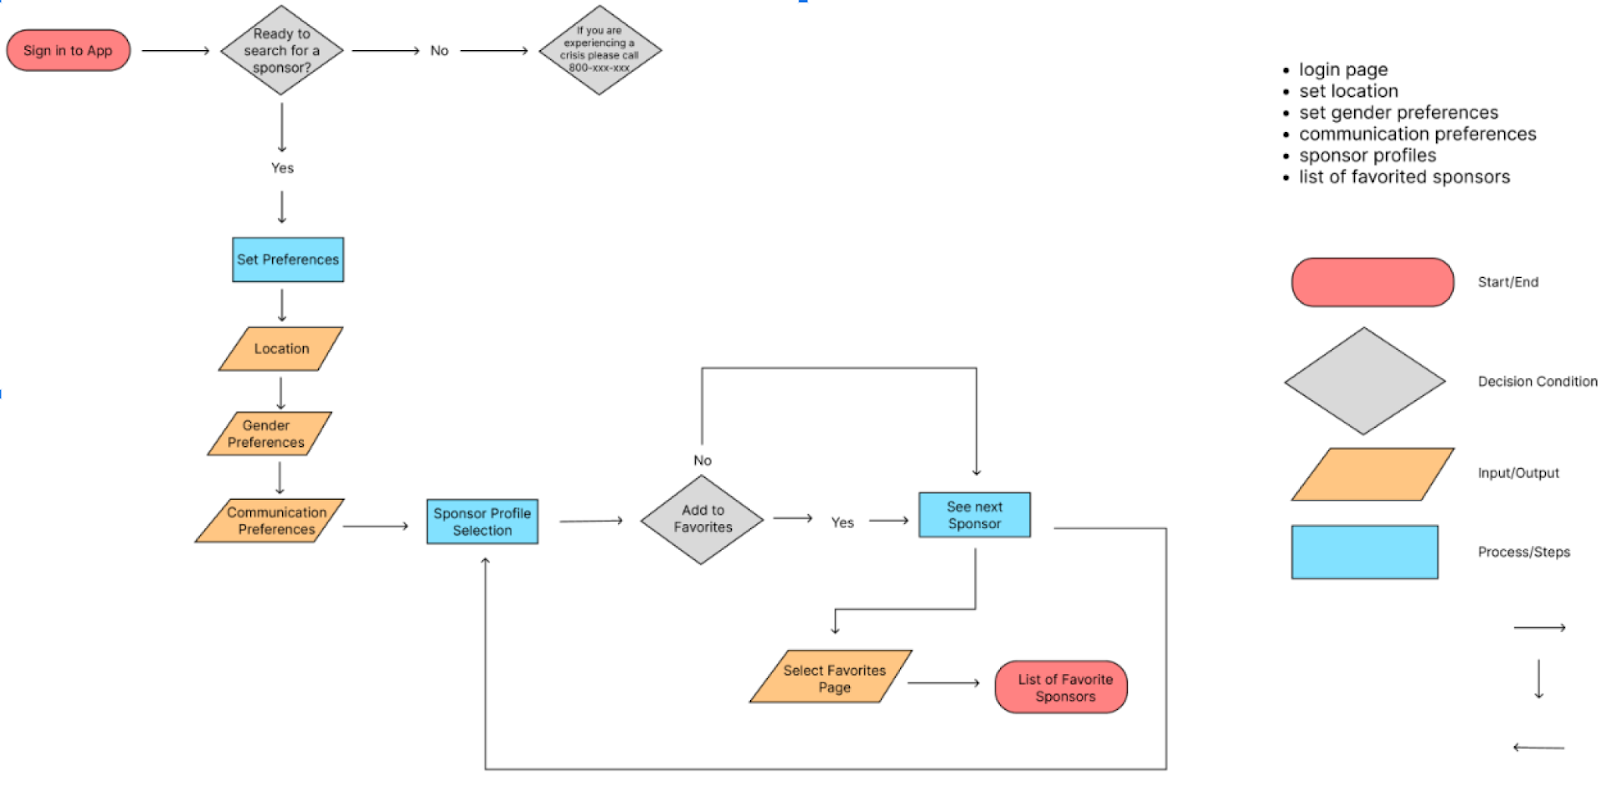 Sign in to App
Ready to
search for a
sponsor?
No
If you are
experiencing a
crisis please call
800-xxx-xxx
Yes
Set Preferences
Location
Gender
Preferences
Communication
Preferences
Sponsor Profile
Selection
Add to
Favorites
No
Yes
See next
Sponsor
Select Favorites
Page
List of Favorite
Sponsors
• login page
• set location
• set gender preferences
• communication preferences
• sponsor profiles
• list of favorited sponsors
Start/End
Decision Condition
Input/Output
Process/Steps